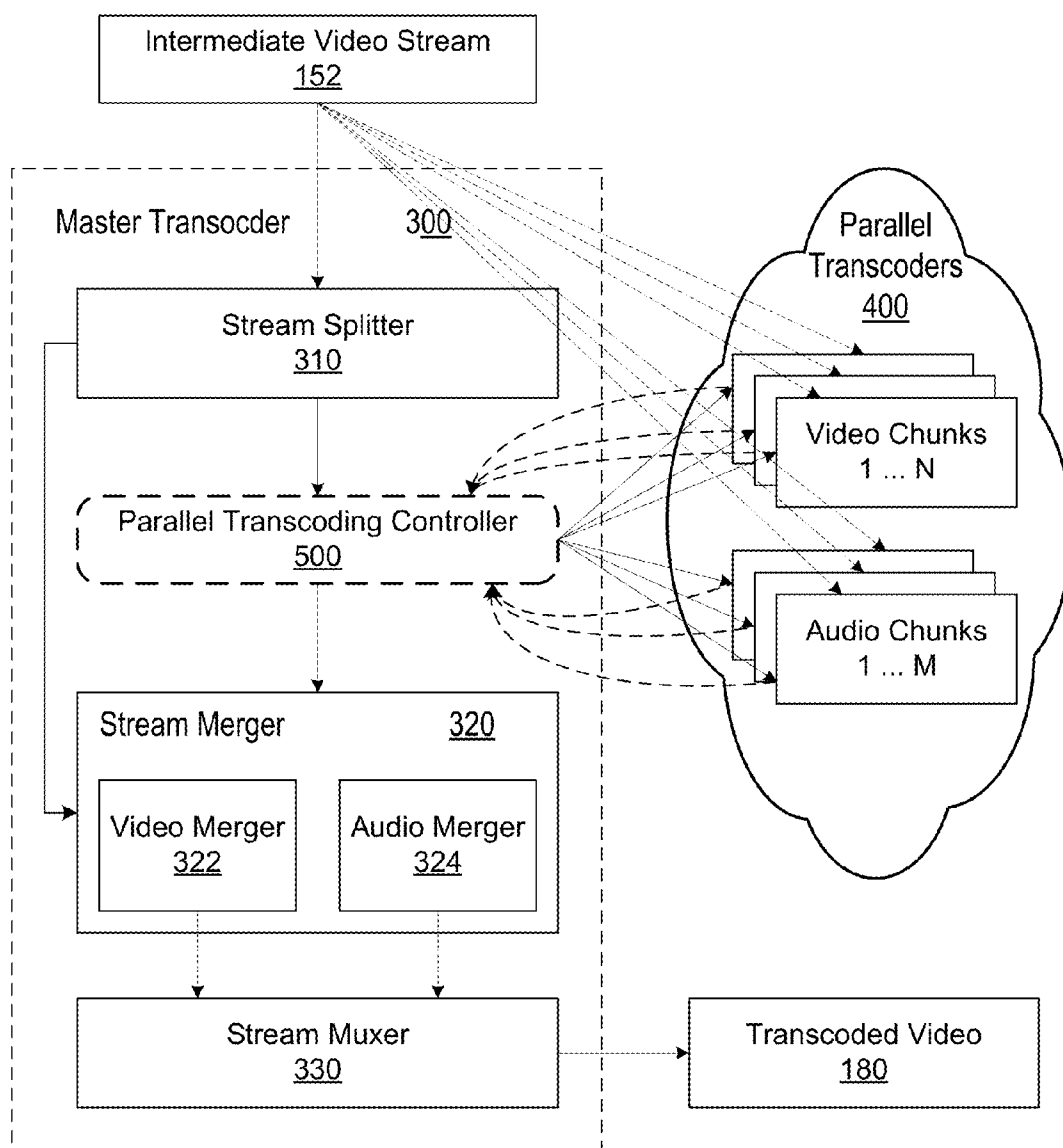 Intermediate Video Stream
152
Master Transocder 300
Parallel
Transcoders
400
Stream Splitter
310
Video Chunks
1 ... N
Parallel Transcoding Controller
500
Audio Chunks
1 ... M
Stream Merger 320
Video Merger
322
Audio Merger
324
Stream Muxer
330
Transcoded Video
180